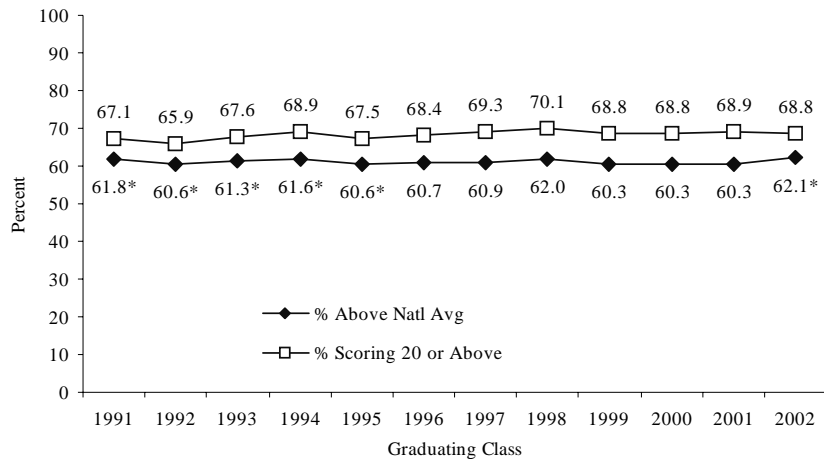 100
90
80
70
60
50
40
30
20
10
0
Percent
67.1 65.9 67.6 68.9 67.5 68.4 69.3 70.1 68.8 68.8 68.9 68.8
61.8* 60.6* 61.3* 61.6* 60.6* 60.7 60.9 62.0 60.3 60.3 60.3 62.1*
% Above Natl Avg
% Scoring 20 or Above
1991 1992 1993 1994 1995 1996 1997 1998 1999 2000 2001 2002
Graduating Class